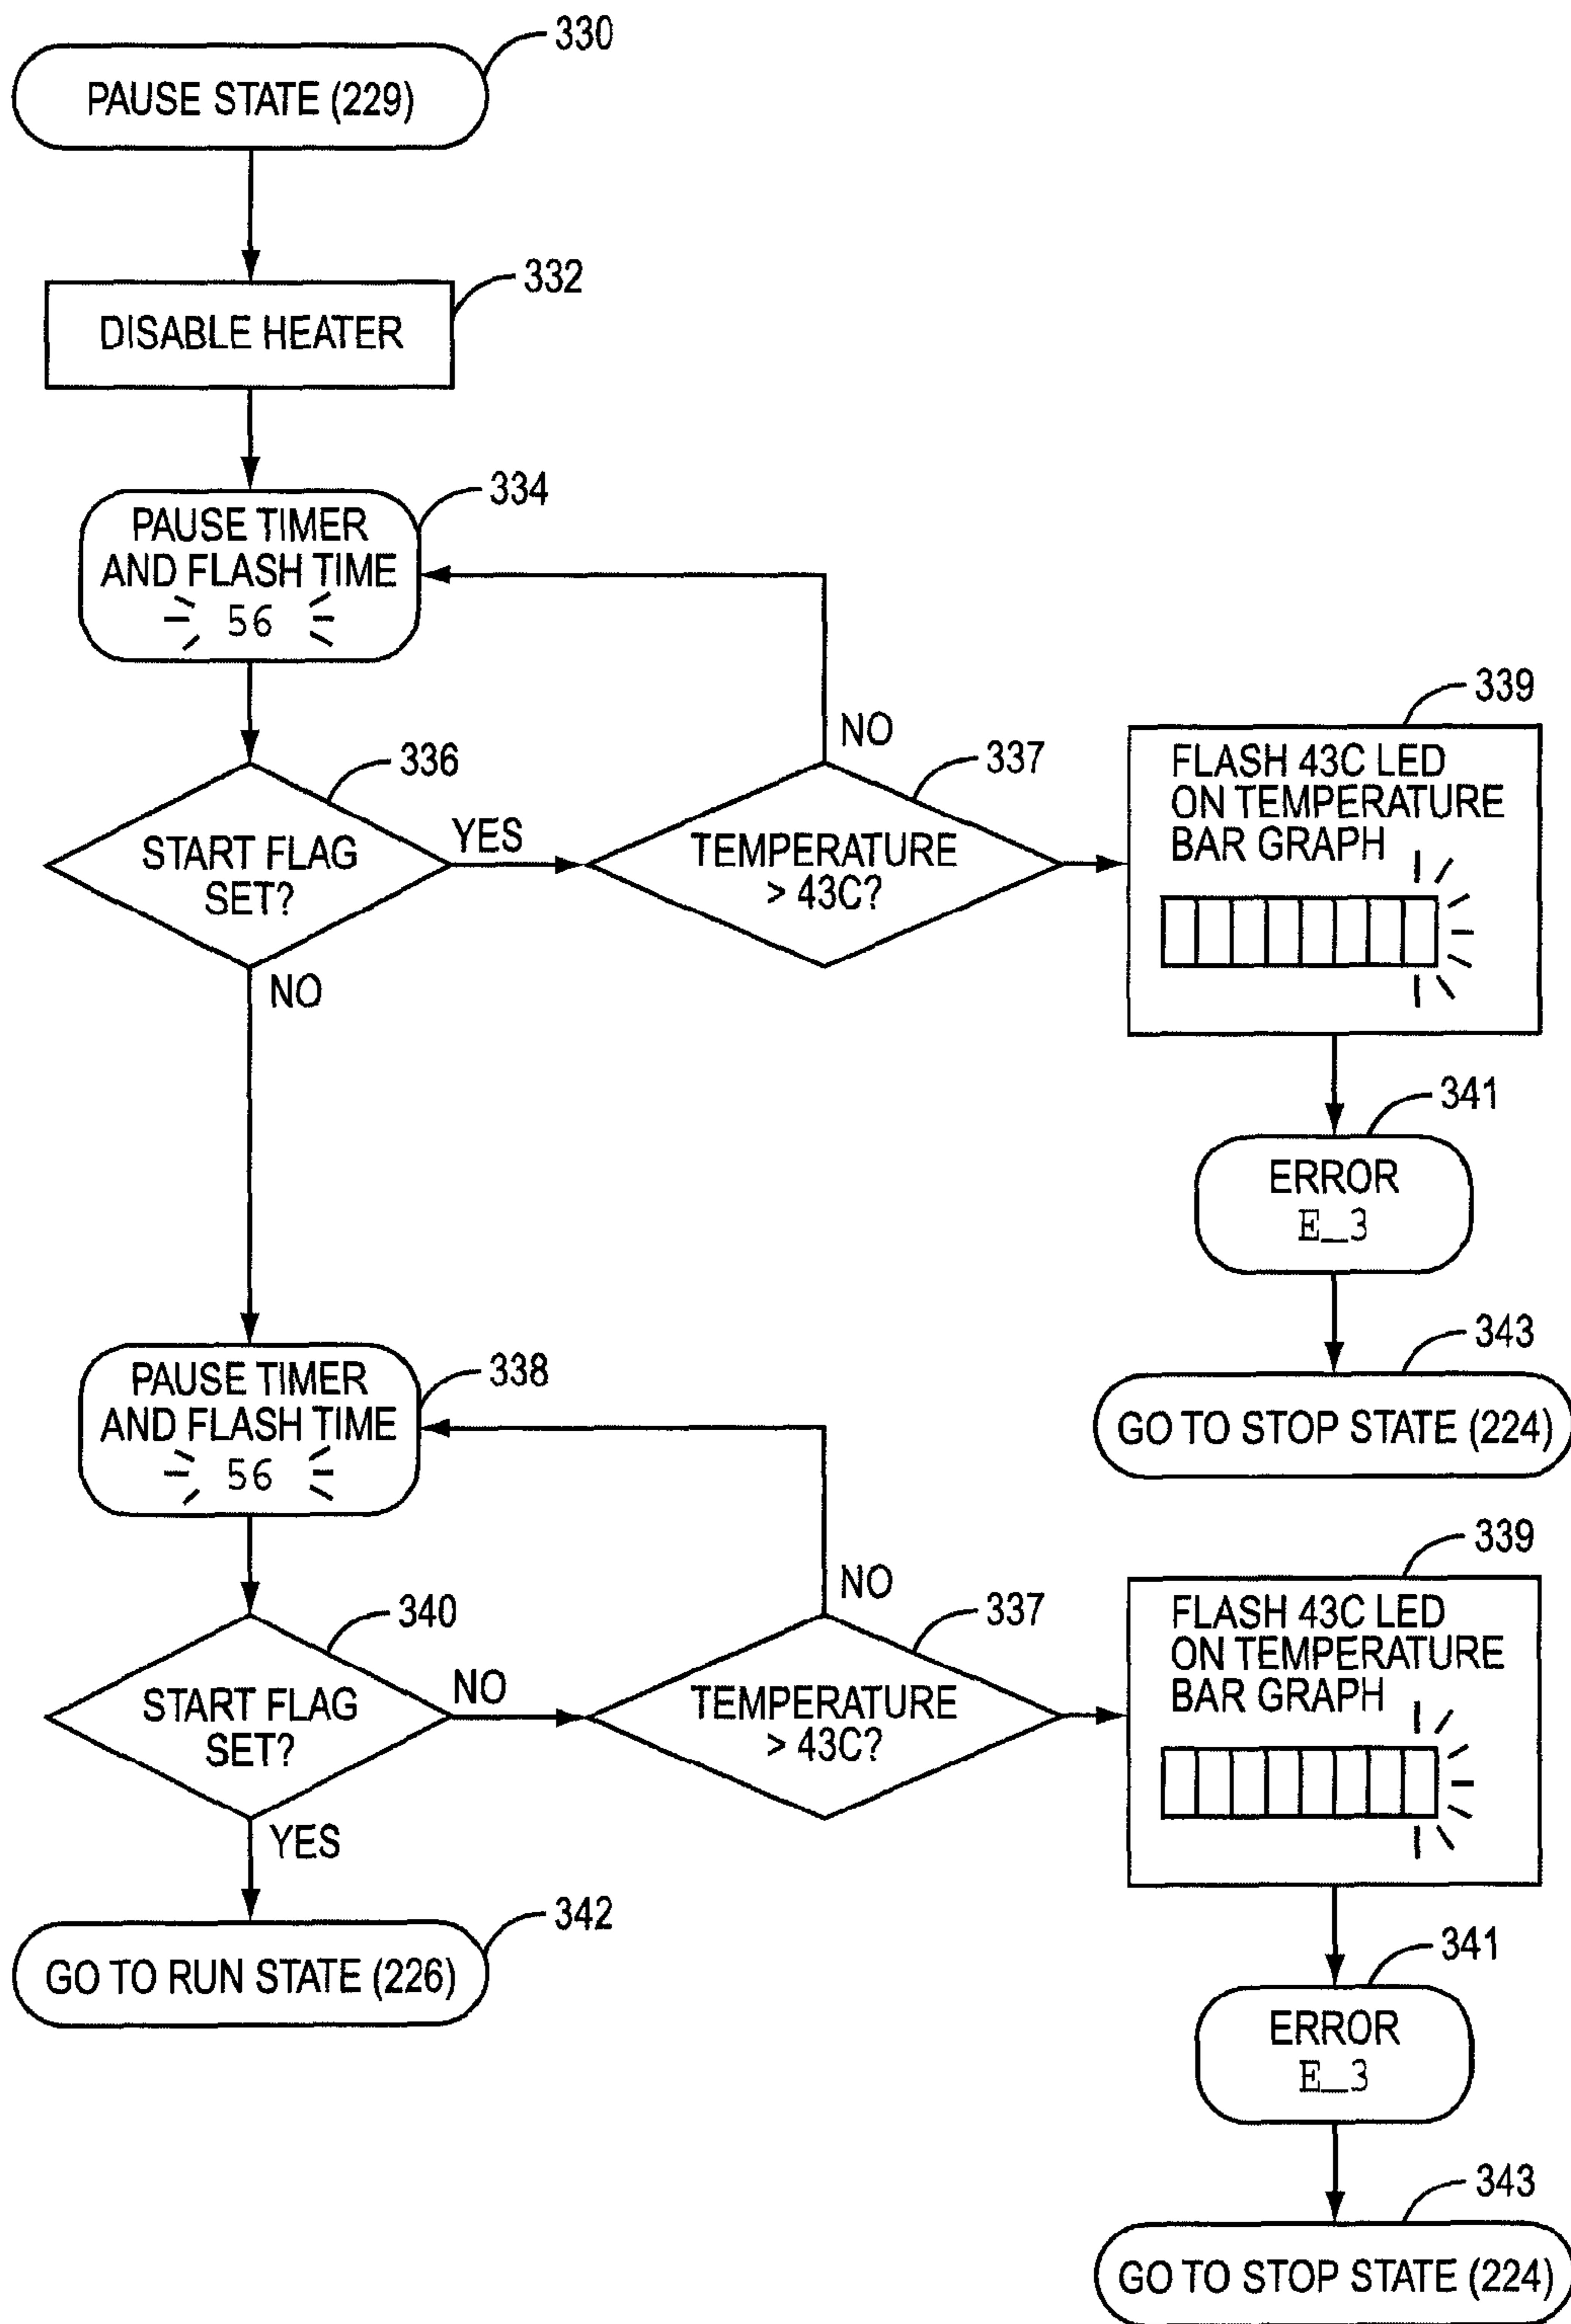 330
PAUSE STATE (229)
332
DISABLE HEATER
334
PAUSE TIMER
AND FLASH TIME
56
336
START FLAG
SET?
YES
NO
337
TEMPERATURE
> 43C?
NO
339
FLASH 43C LED
ON TEMPERATURE
BAR GRAPH
341
ERROR
E_3
343
GO TO STOP STATE (224)
338
PAUSE TIMER
AND FLASH TIME
56
340
START FLAG
SET?
NO
YES
337
TEMPERATURE
> 43C?
NO
339
FLASH 43C LED
ON TEMPERATURE
BAR GRAPH
342
GO TO RUN STATE (226)
341
ERROR
E_3
343
GO TO STOP STATE (224)